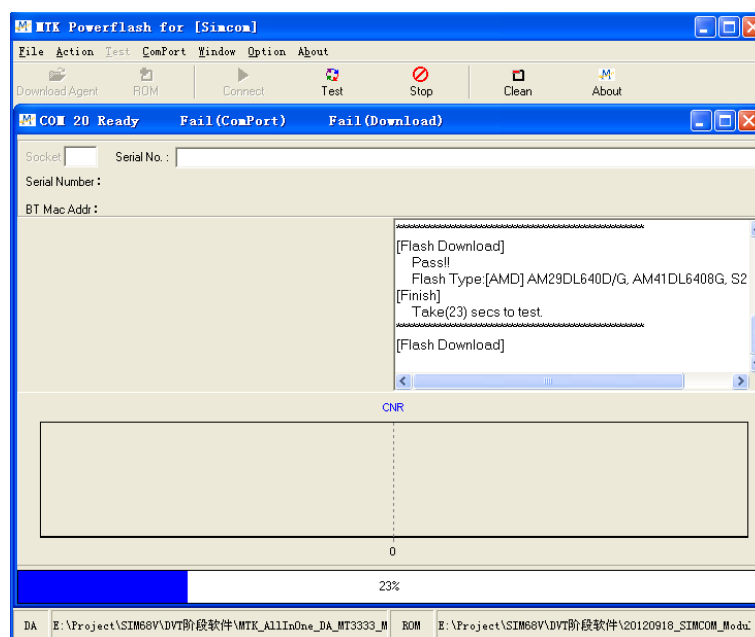 MTK Powerflash for [Simcom]
File Action Test ComPort Window Option About
Download Agent ROM Connect Test Stop Clean About
COM 20 Ready Fail(ComPort) Fail(Download)
Socket Serial No. :
Serial Number:
BT Mac Addr:
****************************************************************
[Flash Download]
Pass!!
Flash Type:[AMD] AM29DL640D/G, AM41DL6408G, S2
[Finish]
Take(23) secs to test.
****************************************************************
[Flash Download]
CNR
0
23%
DA E:\Project\SIM68V\DVT阶段软件\MTK_AllInOne_DA_MT3333_M ROM E:\Project\SIM68V\DVT阶段软件\20120918_SIMCOM_Modu